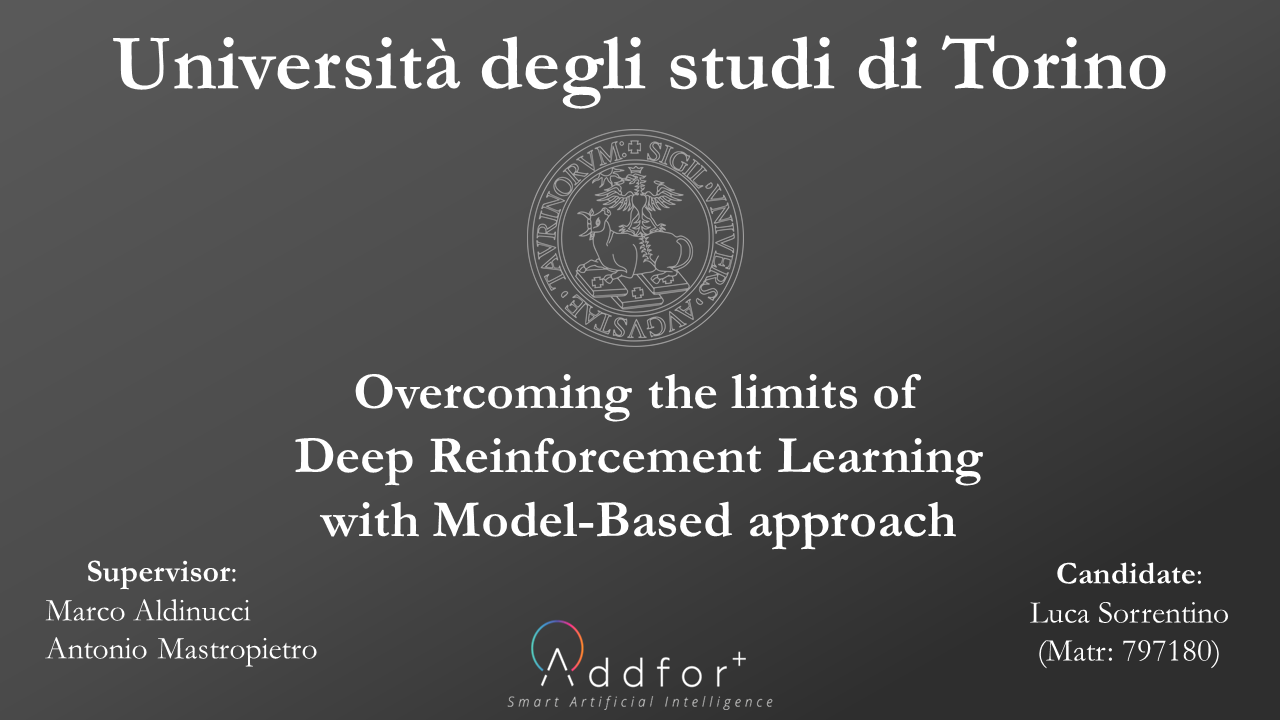 Università degli studi di Torino
SIGIL·VNIVERS·AVGVSTAE·TAVRINORVM:
Overcoming the limits of
Deep Reinforcement Learning
with Model-Based approach
Supervisor:
Marco Aldinucci
Antonio Mastropietro
Candidate:
Luca Sorrentino
(Matr: 797180)
Addfor+
Smart Artificial Intelligence